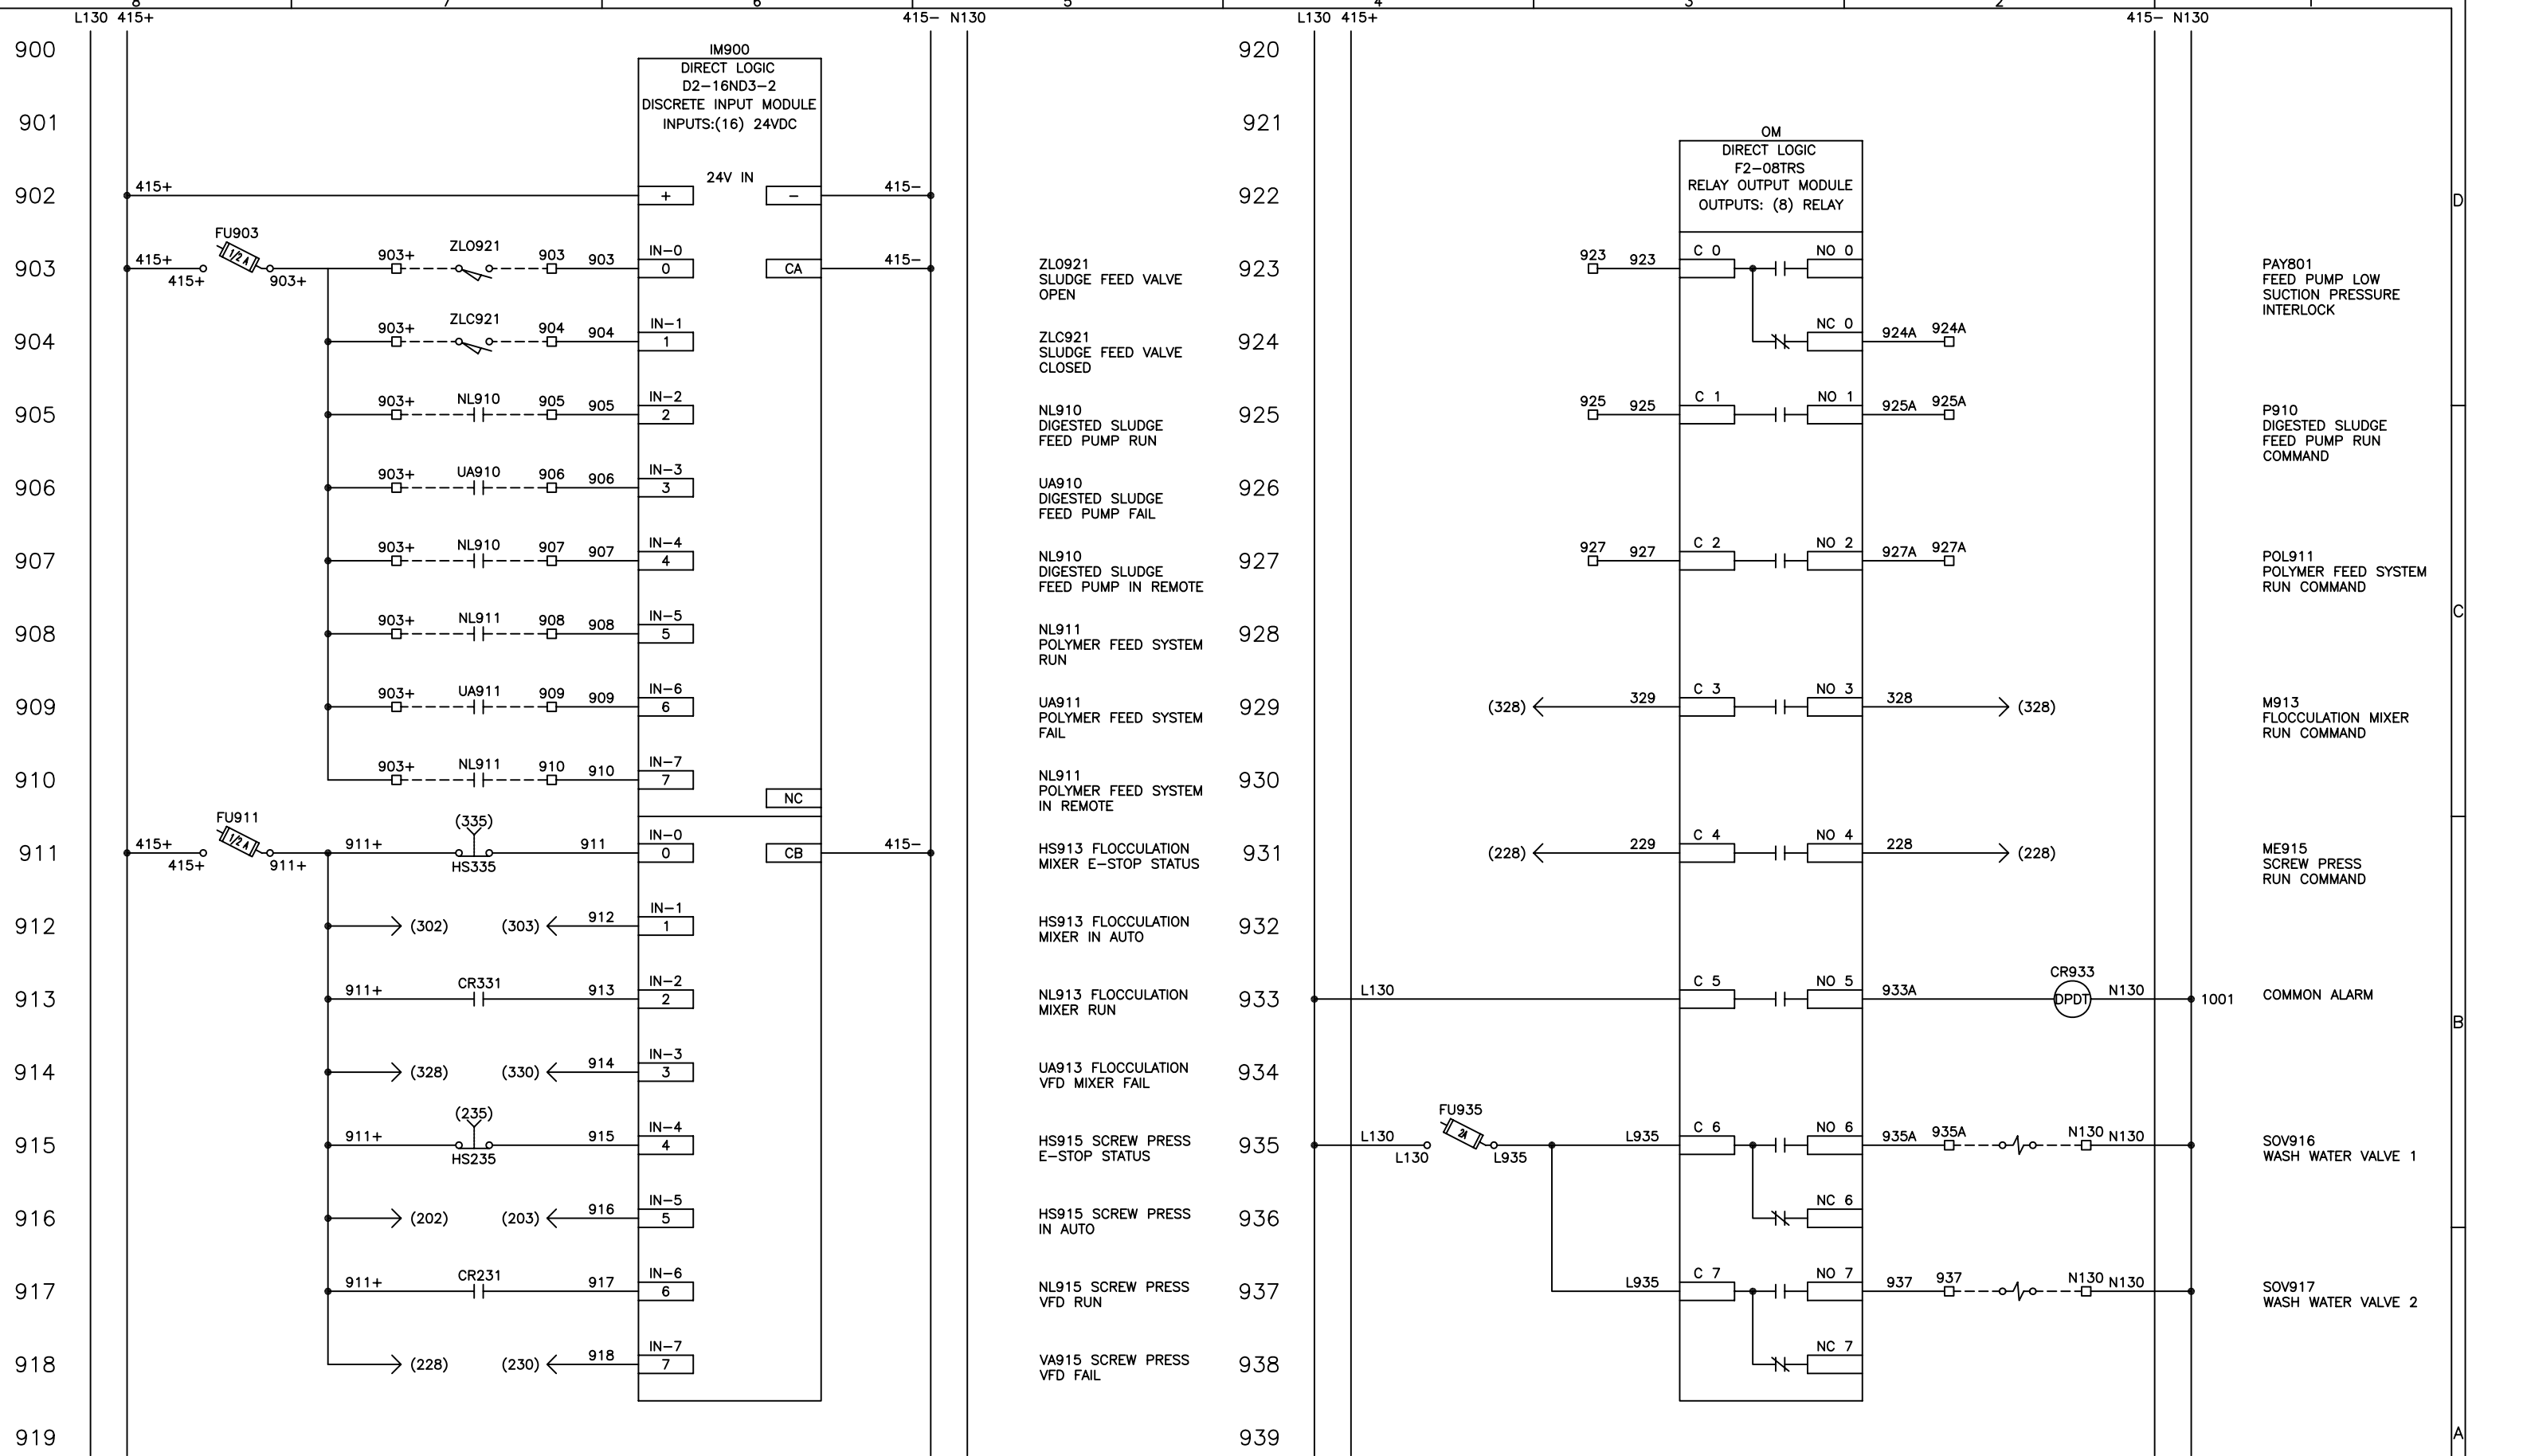 8 7 6 5 4 3 2
L130 415+ 415- N130 L130 415+ 415- N130
900
IM900
DIRECT LOGIC
D2-16ND3-2
DISCRETE INPUT MODULE
INPUTS:(16) 24VDC
901
24V IN
902 415+ + - 415-
FU903
1/2 A
903 415+ 415+ 903+ 903+ ZLO921 903 903 IN-0 0 CA 415-
ZLO921
SLUDGE FEED VALVE
OPEN
904 903+ ZLC921 904 904 IN-1 1
ZLC921
SLUDGE FEED VALVE
CLOSED
905 903+ NL910 905 905 IN-2 2
NL910
DIGESTED SLUDGE
FEED PUMP RUN
906 903+ UA910 906 906 IN-3 3
UA910
DIGESTED SLUDGE
FEED PUMP FAIL
907 903+ NL910 907 907 IN-4 4
NL910
DIGESTED SLUDGE
FEED PUMP IN REMOTE
908 903+ NL911 908 908 IN-5 5
NL911
POLYMER FEED SYSTEM
RUN
909 903+ UA911 909 909 IN-6 6
UA911
POLYMER FEED SYSTEM
FAIL
910 903+ NL911 910 910 IN-7 7
NC
NL911
POLYMER FEED SYSTEM
IN REMOTE
FU911
1/2 A
911 415+ 415+ 911+ 911+ (335) HS335 911 IN-0 0 CB 415-
HS913 FLOCCULATION
MIXER E-STOP STATUS
912 (302) (303) 912 IN-1 1
HS913 FLOCCULATION
MIXER IN AUTO
913 911+ CR331 913 IN-2 2
NL913 FLOCCULATION
MIXER RUN
914 (328) (330) 914 IN-3 3
UA913 FLOCCULATION
VFD MIXER FAIL
915 911+ (235) HS235 915 IN-4 4
HS915 SCREW PRESS
E-STOP STATUS
916 (202) (203) 916 IN-5 5
HS915 SCREW PRESS
IN AUTO
917 911+ CR231 917 IN-6 6
NL915 SCREW PRESS
VFD RUN
918 (228) (230) 918 IN-7 7
VA915 SCREW PRESS
VFD FAIL
919
920
921
OM
DIRECT LOGIC
F2-08TRS
RELAY OUTPUT MODULE
OUTPUTS: (8) RELAY
922
D
923 923 923 C 0 NO 0
PAY801
FEED PUMP LOW
SUCTION PRESSURE
INTERLOCK
924 NC 0 924A 924A
925 925 925 C 1 NO 1 925A 925A
P910
DIGESTED SLUDGE
FEED PUMP RUN
COMMAND
926
927 927 927 C 2 NO 2 927A 927A
POL911
POLYMER FEED SYSTEM
RUN COMMAND
C
928
929 (328) 329 C 3 NO 3 328 (328)
M913
FLOCCULATION MIXER
RUN COMMAND
930
931 (228) 229 C 4 NO 4 228 (228)
ME915
SCREW PRESS
RUN COMMAND
932
933 L130 C 5 NO 5 933A CR933 DPDT N130 1001
COMMON ALARM
B
934
FU935
2A
935 L130 L130 L935 L935 C 6 NO 6 935A 935A N130 N130
SOV916
WASH WATER VALVE 1
936 NC 6
937 L935 C 7 NO 7 937 937 N130 N130
SOV917
WASH WATER VALVE 2
938 NC 7
939
A